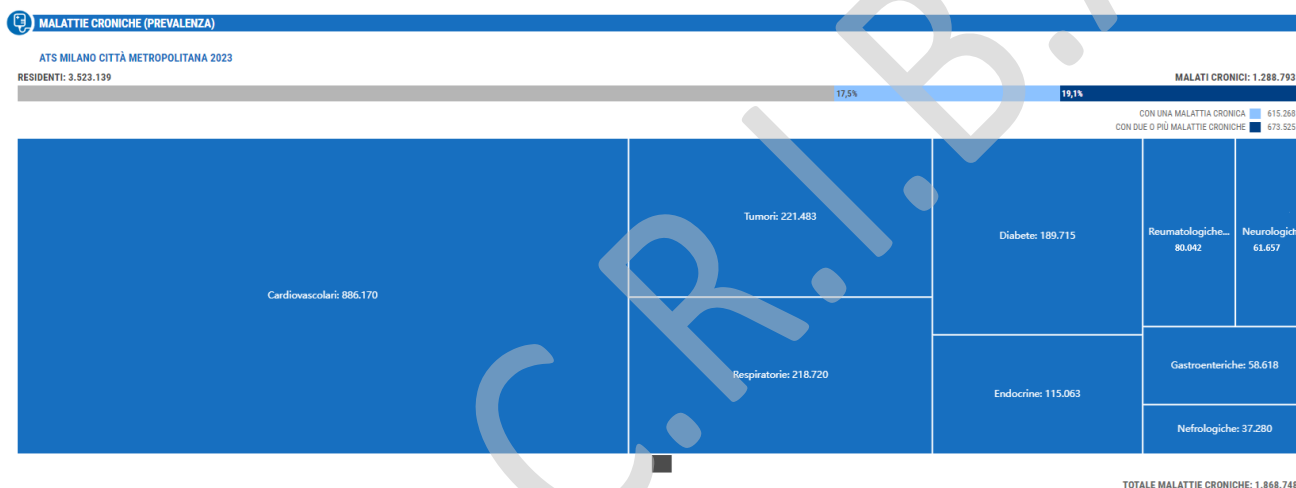 MALATTIE CRONICHE (PREVALENZA)
ATS MILANO CITTÀ METROPOLITANA 2023
RESIDENTI: 3.523.139
MALATI CRONICI: 1.288.793
17,5%
19,1%
CON UNA MALATTIA CRONICA 615.268
CON DUE O PIÙ MALATTIE CRONICHE 673.525
Cardiovascolari: 886.170
Tumori: 221.483
Respiratorie: 218.720
Diabete: 189.715
Endocrine: 115.063
Reumatologiche...
80.042
Neurologich
61.657
Gastroenteriche: 58.618
Nefrologiche: 37.280
TOTALE MALATTIE CRONICHE: 1.868.748
C.R.I.B.